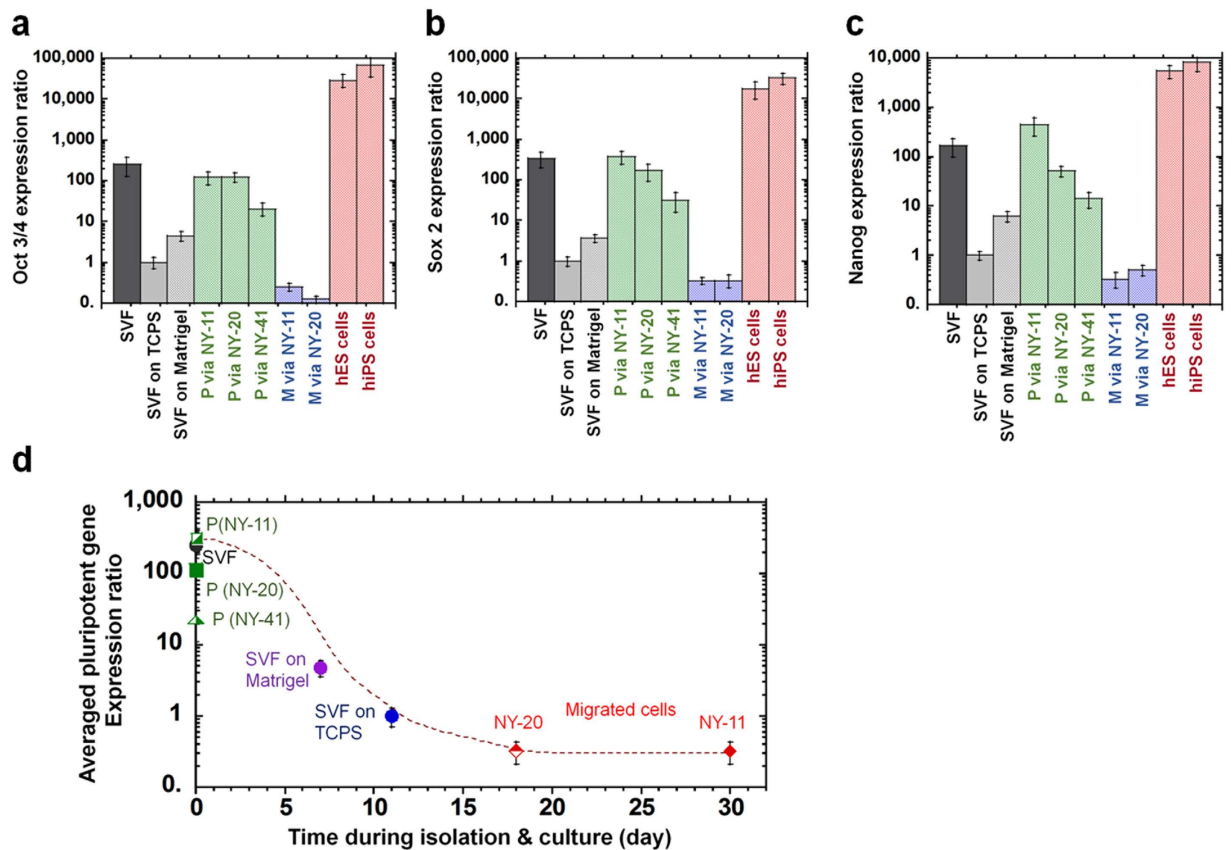 a
Oct 3/4 expression ratio
100,000
10,000
1,000
100
10
1
0.
SVF
SVF on TCPS
SVF on Matrigel
P via NY-11
P via NY-20
P via NY-41
M via NY-11
M via NY-20
hES cells
hiPS cells
b
Sox 2 expression ratio
100,000
10,000
1,000
100
10
1
0.
SVF
SVF on TCPS
SVF on Matrigel
P via NY-11
P via NY-20
P via NY-41
M via NY-11
M via NY-20
hES cells
hiPS cells
c
Nanog expression ratio
10,000
1,000
100
10
1
0.
SVF
SVF on TCPS
SVF on Matrigel
P via NY-11
P via NY-20
P via NY-41
M via NY-11
M via NY-20
hES cells
hiPS cells
d
Averaged pluripotent gene
Expression ratio
1,000
100
10
1
0.
P(NY-11)
SVF
P (NY-20)
P (NY-41)
SVF on
Matrigel
SVF on
TCPS
NY-20
Migrated cells
NY-11
0
5
10
15
20
25
30
Time during isolation & culture (day)